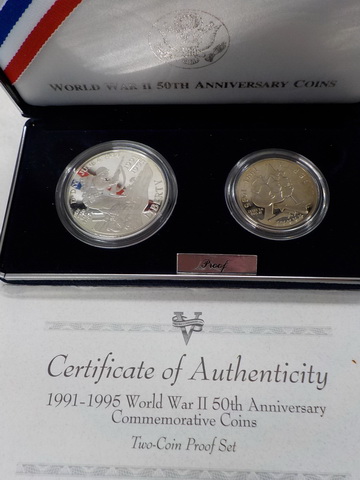 World War II 50th Anniversary Coins
Proof
Certificate of Authenticity
1991-1995 World War II 50th Anniversary
Commemorative Coins
Two-Coin Proof Set